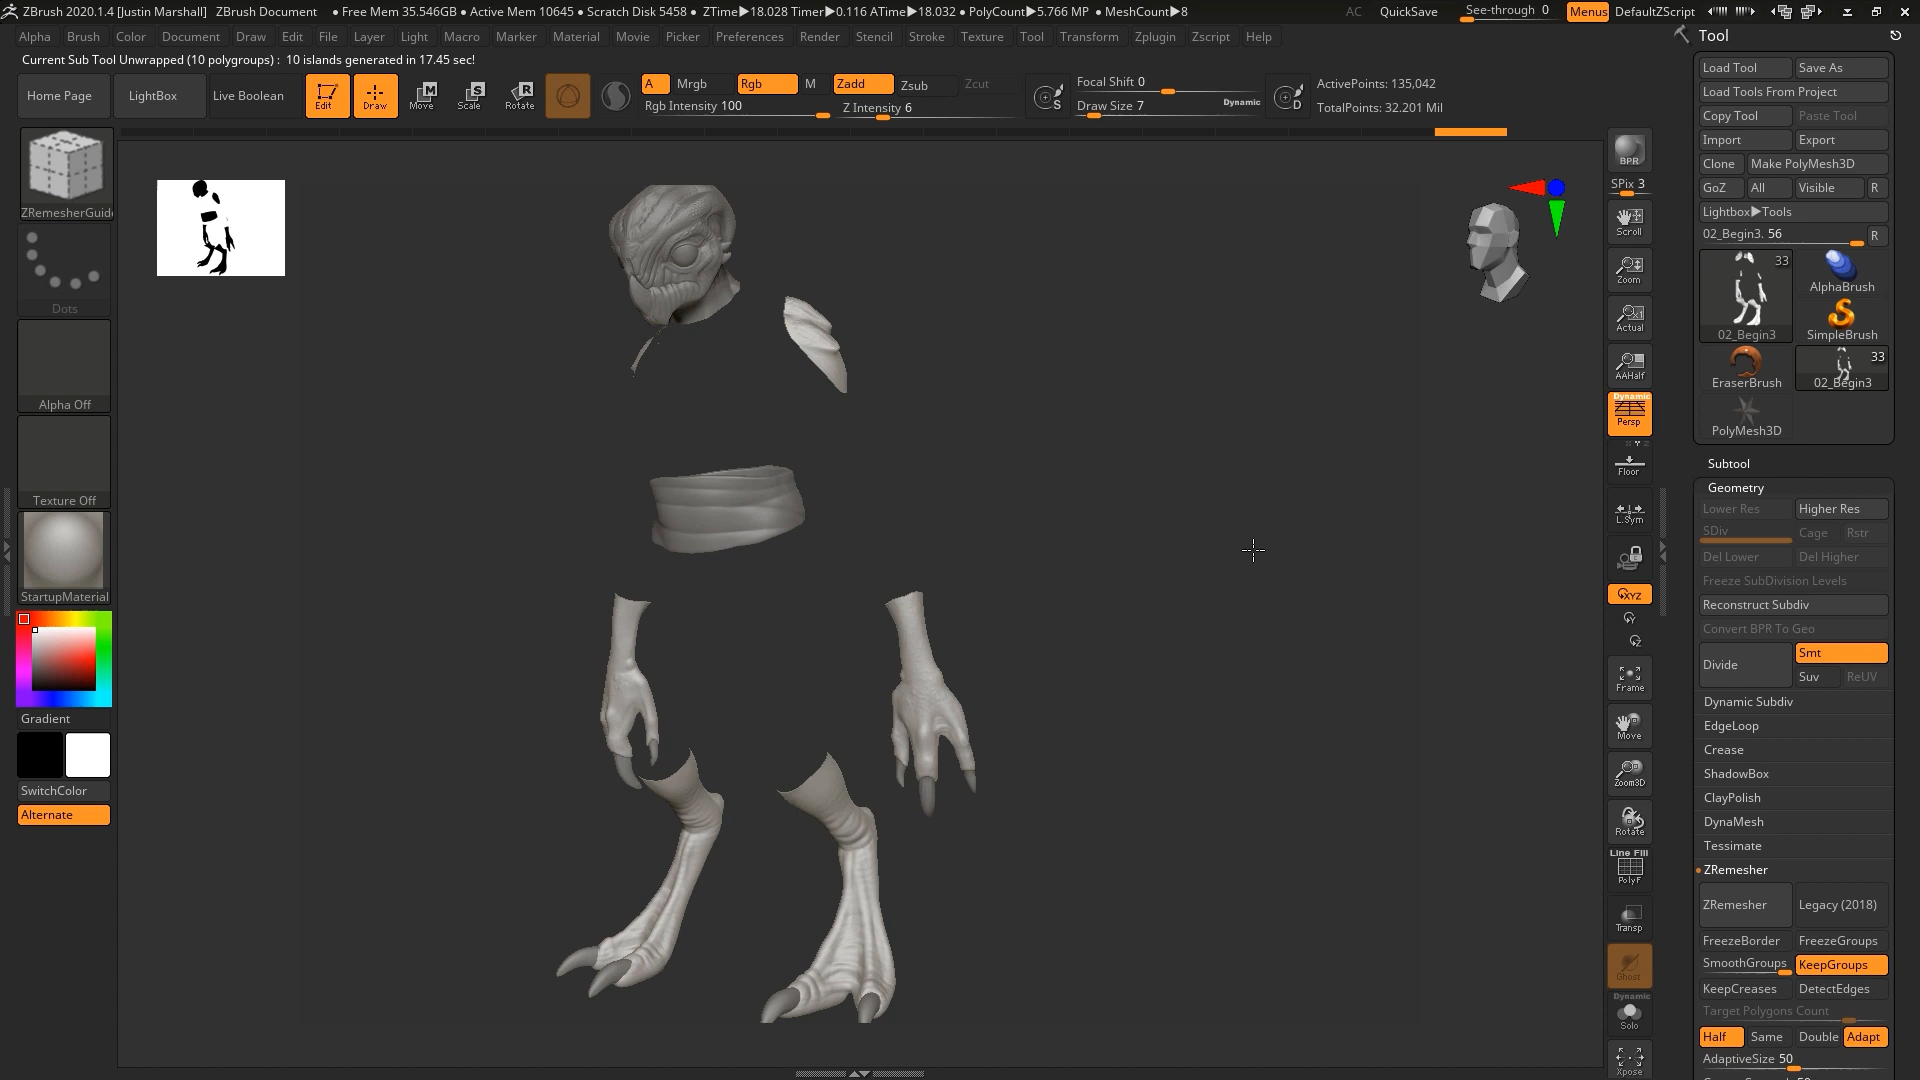 ZBrush 2020.1.4 [Justin Marshall] ZBrush Document • Free Mem 35.546GB • Active Mem 10645 • Scratch Disk 5458 • ZTime▶18.028 Timer▶0.116 ATime▶18.032 • PolyCount▶5.766 MP • MeshCount▶8 AC QuickSave See-through 0 Menus DefaultZScript
Alpha Brush Color Document Draw Edit File Layer Light Macro Marker Material Movie Picker Preferences Render Stencil Stroke Texture Tool Transform Zplugin Zscript Help
Current Sub Tool Unwrapped (10 polygroups) : 10 islands generated in 17.45 sec!
Home Page
LightBox
Live Boolean
Edit
Draw
Move
Scale
Rotate
A Mrgb Rgb M Zadd Zsub Zcut
Rgb Intensity 100 Z Intensity 6
Focal Shift 0
Draw Size 7 Dynamic
ActivePoints: 135,042
TotalPoints: 32.201 Mil
ZRemesherGuid
Dots
Alpha Off
Texture Off
StartupMaterial
Gradient
SwitchColor
Alternate
BPR
SPix 3
Scroll
Zoom
Actual
AAHalf
Dynamic
Persp
Floor
L.Sym
XYZ
Y
Z
Frame
Move
Zoom3D
Rotate
Line Fill
PolyF
Transp
Ghost
Dynamic
Solo
Xpose
Tool
Load Tool Save As
Load Tools From Project
Copy Tool Paste Tool
Import Export
Clone Make PolyMesh3D
GoZ All Visible R
Lightbox▶Tools
02_Begin3. 56 R
33
02_Begin3
AlphaBrush
SimpleBrush
EraserBrush
33
02_Begin3
PolyMesh3D
Subtool
Geometry
Lower Res Higher Res
SDiv Cage Rstr
Del Lower Del Higher
Freeze SubDivision Levels
Reconstruct Subdiv
Convert BPR To Geo
Divide Smt
Suv ReUV
Dynamic Subdiv
EdgeLoop
Crease
ShadowBox
ClayPolish
DynaMesh
Tessimate
ZRemesher
ZRemesher Legacy (2018)
FreezeBorder FreezeGroups
SmoothGroups KeepGroups
KeepCreases DetectEdges
Target Polygons Count
Half Same Double Adapt
AdaptiveSize 50